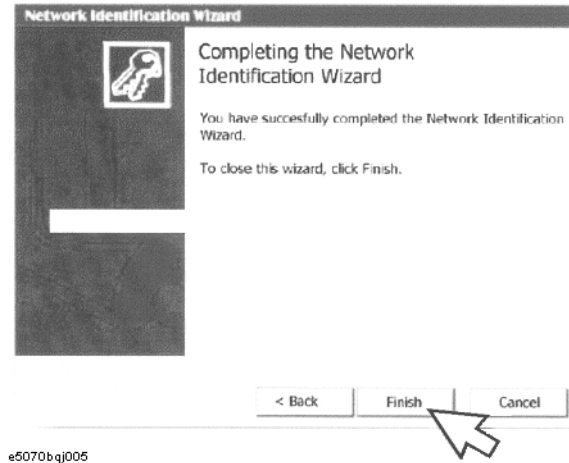 Network Identification Wizard
Completing the Network
Identification Wizard
You have succesfully completed the Network Identification
Wizard.
To close this wizard, click Finish.
< Back
Finish
Cancel
e5070bqj005